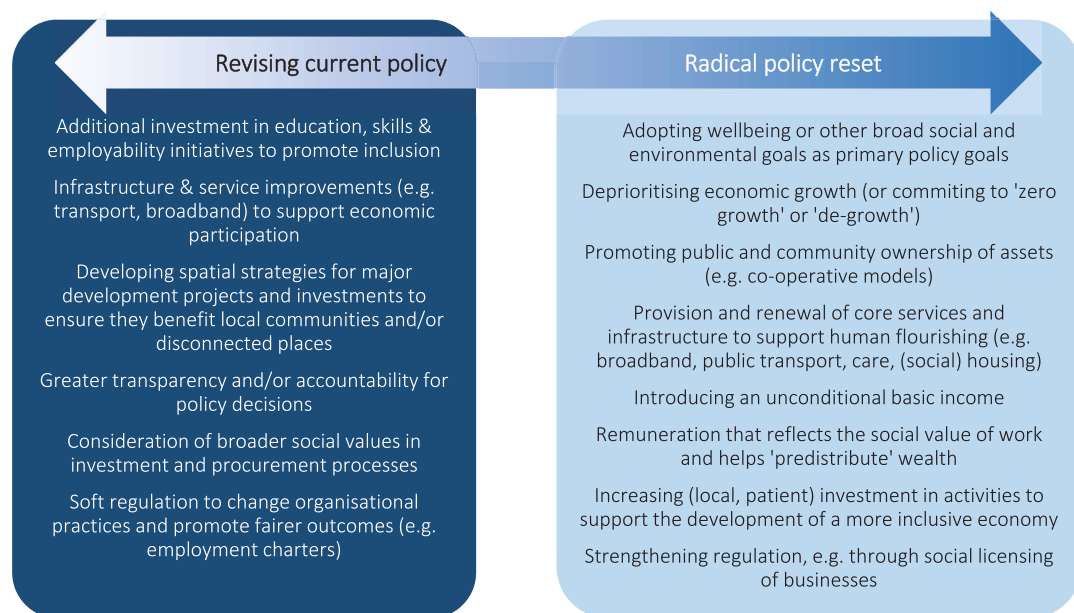 Revising current policy
Additional investment in education, skills &
employability initiatives to promote inclusion
Infrastructure & service improvements (e.g.
transport, broadband) to support economic
participation
Developing spatial strategies for major
development projects and investments to
ensure they benefit local communities and/or
disconnected places
Greater transparency and/or accountability for
policy decisions
Consideration of broader social values in
investment and procurement processes
Soft regulation to change organisational
practices and promote fairer outcomes (e.g.
employment charters)
Radical policy reset
Adopting wellbeing or other broad social and
environmental goals as primary policy goals
Deprioritising economic growth (or commiting to 'zero
growth' or 'de-growth')
Promoting public and community ownership of assets
(e.g. co-operative models)
Provision and renewal of core services and
infrastructure to support human flourishing (e.g.
broadband, public transport, care, (social) housing)
Introducing an unconditional basic income
Remuneration that reflects the social value of work
and helps 'predistribute' wealth
Increasing (local, patient) investment in activities to
support the development of a more inclusive economy
Strengthening regulation, e.g. through social licensing
of businesses